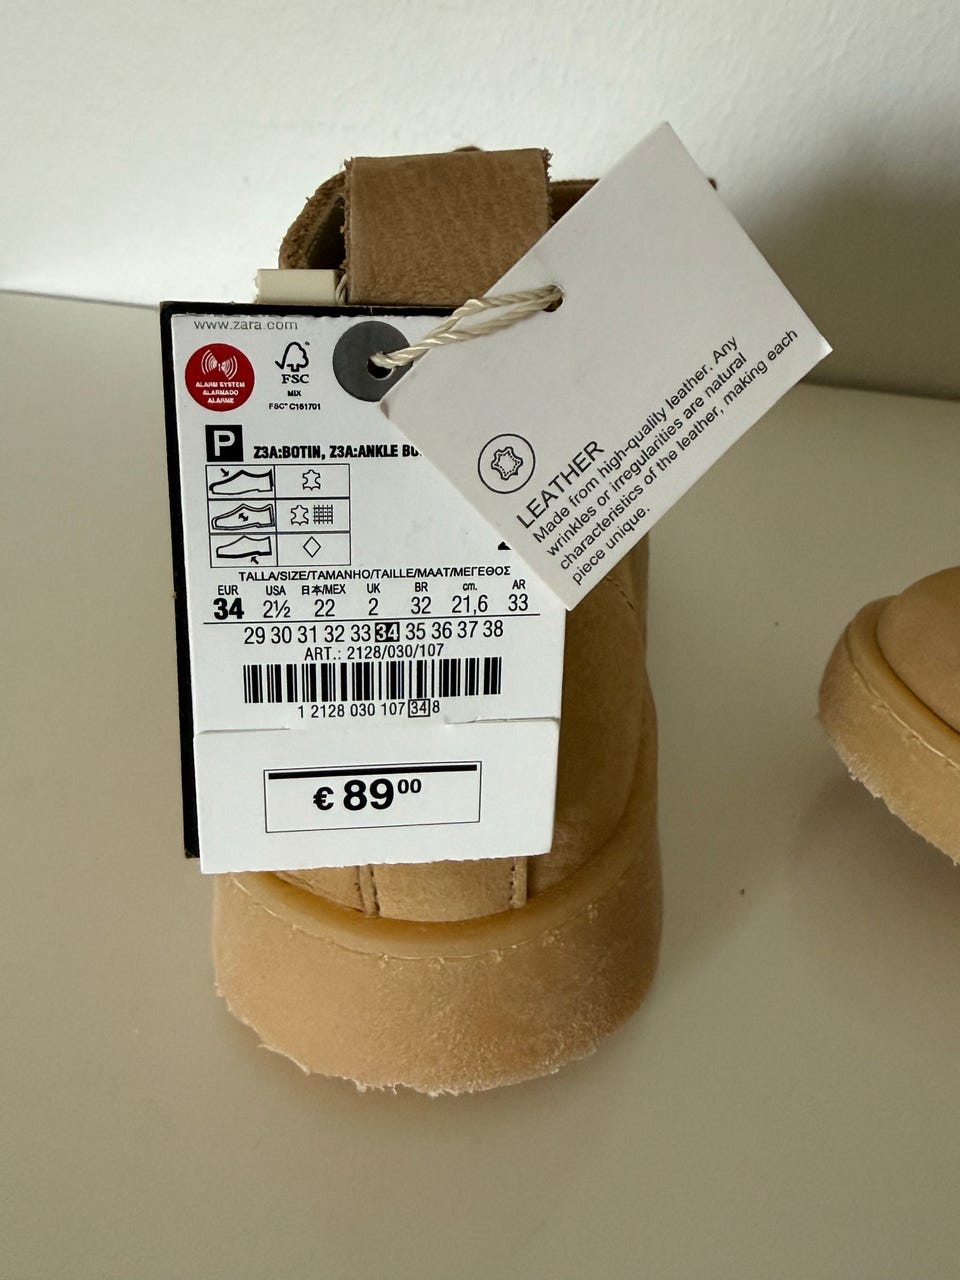 www.zara.com
ALARM SYSTEM
ALARMADO
ALARME
FSC
MIX
FSC™ C161701
P
Z3A:BOTIN, Z3A:ANKLE
TALLA/SIZE/TAMANHO/TAILLE/MAAT/ΜΕΓΕΘΟΣ
EUR USA 日本/MEX UK BR cm. AR
34 2½ 22 2 32 21,6 33
29 30 31 32 33 34 35 36 37 38
ART.: 2128/030/107
1 2128 030 107 34 8
€ 89⁰⁰
LEATHER
Made from high-quality leather. Any
wrinkles or irregularities are natural
characteristics of the leather, making each
piece unique.